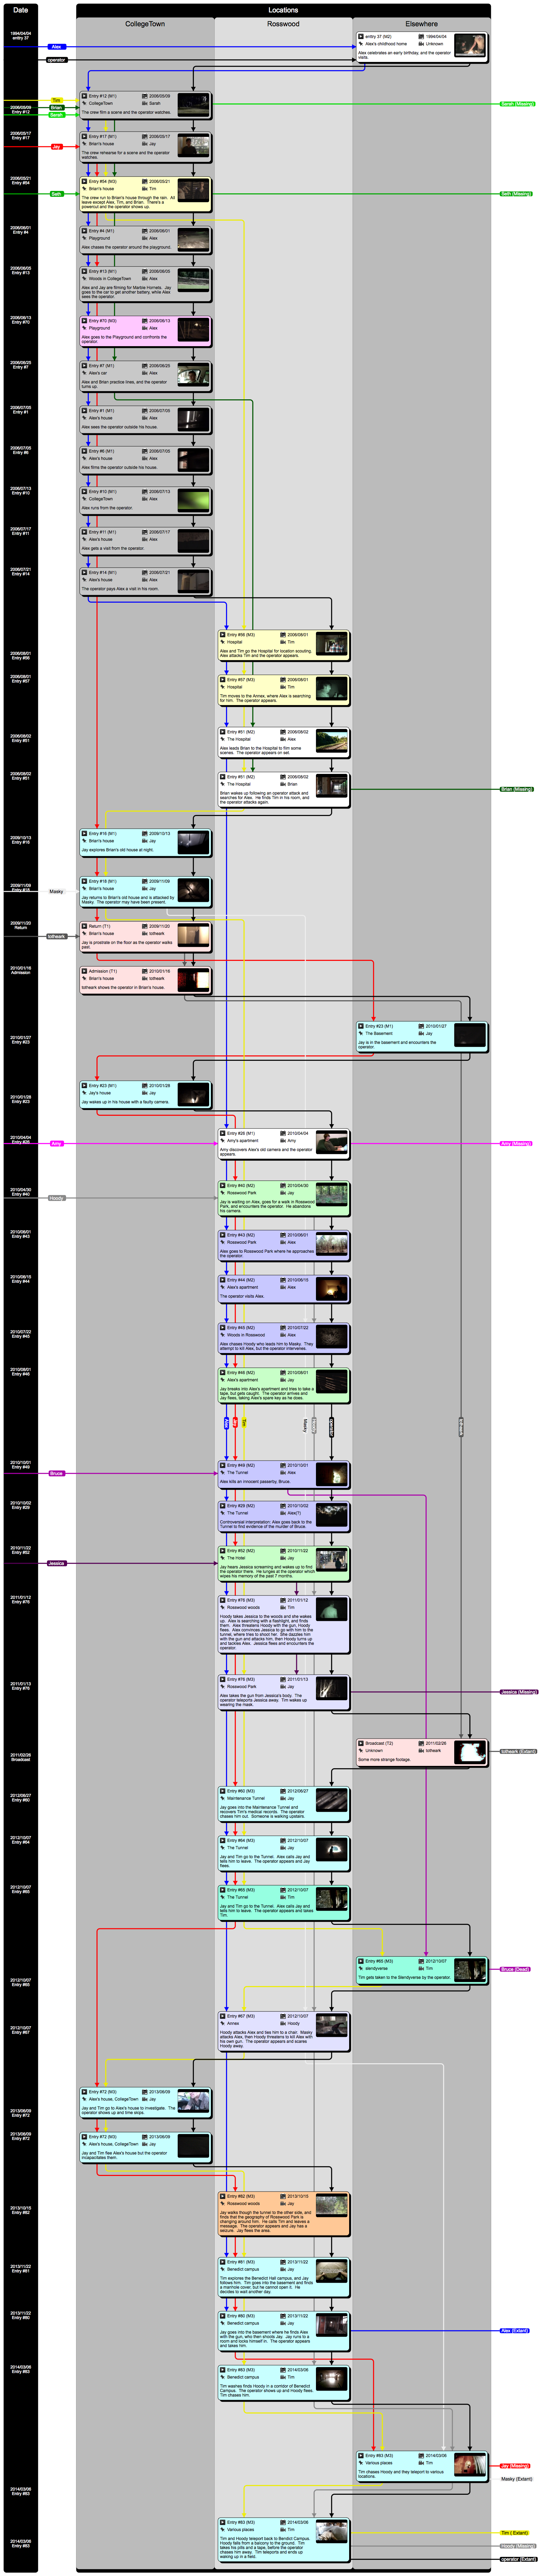 Date
Locations
CollegeTown
Rosswood
Elsewhere
1994/04/04
entry 37
entry 37 (M2) 1994/04/04
Alex's childhood home Unknown
Alex celebrates an early birthday, and the operator
visits.
Alex
operator
Tim
Brian
Sarah
2006/05/09
Entry #12
Entry #12 (M1) 2006/05/09
CollegeTown Sarah
The crew film a scene and the operator watches.
Sarah (Missing)
2006/05/17
Entry #17
Jay
Entry #17 (M1) 2006/05/17
Brian's house Jay
The crew rehearse for a scene and the operator
watches.
2006/05/21
Entry #54
Seth
Entry #54 (M3) 2006/05/21
Brian's house Tim
The crew run to Brian's house through the rain. All
leave except Alex, Tim, and Brian. There's a
powercut and the operator shows up.
Seth (Missing)
2006/06/01
Entry #4
Entry #4 (M1) 2006/06/01
Playground Alex
Alex chases the operator around the playground.
2006/06/05
Entry #13
Entry #13 (M1) 2006/06/05
Woods in CollegeTown Alex
Alex and Jay are filming for Marble Hornets. Jay
goes to the car to get another battery, while Alex
sees the operator.
2006/06/13
Entry #70
Entry #70 (M3) 2006/06/13
Playground Alex
Alex goes to the Playground and confronts the
operator.
2006/06/25
Entry #7
Entry #7 (M1) 2006/06/25
Alex's car Alex
Alex and Brian practice lines, and the operator
turns up.
2006/07/05
Entry #1
Entry #1 (M1) 2006/07/05
Alex's house Alex
Alex sees the operator outside his house.
2006/07/05
Entry #6
Entry #6 (M1) 2006/07/05
Alex's house Alex
Alex films the operator outside his house.
2006/07/13
Entry #10
Entry #10 (M1) 2006/07/13
CollegeTown Alex
Alex runs from the operator.
2006/07/17
Entry #11
Entry #11 (M1) 2006/07/17
Alex's house Alex
Alex gets a visit from the operator.
2006/07/21
Entry #14
Entry #14 (M1) 2006/07/21
Alex's house Alex
The operator pays Alex a visit in his room.
2006/08/01
Entry #56
2006/08/01
Hospital Alex
Alex and Tim go the Hospital for location scouting.
Alex attacks Tim and the operator appears.
2006/08/01
Entry #57
Entry #57 (M3) 2006/08/01
Hospital Tim
Tim moves to the Annex, where Alex is searching
for him. The operator appears.
2006/08/02
Entry #51
Entry #51 (M2) 2006/08/02
The Hospital Alex
Alex leads Brian to the Hospital to film some
scenes. The operator appears on set.
2006/08/02
Entry #51
Entry #51 (M2) 2006/08/02
The Hospital Brian
Brian wakes up following an operator attack and
searches for Alex. He finds Tim in his room, and
the operator attacks again.
Brian (Missing)
2009/10/13
Entry #16
Entry #16 (M1) 2009/10/13
Brian's house Jay
Jay explores Brian's old house at night.
2009/11/09
Masky
Entry #18 (M1) 2009/11/09
Brian's house Jay
Jay returns to Brian's old house and is attacked by
Masky. The operator may have been present.
2009/11/20
Return
totheark
Return (T1) 2009/11/20
Brian's house totheark
Jay is prostrate on the floor as the operator walks
past.
2010/01/16
Admission
Admission (T1) 2010/01/16
Brian's house totheark
totheark shows the operator in Brian's house.
2010/01/27
Entry #23
Entry #23 (M1) 2010/01/27
The Basement Jay
Jay is in the basement and encounters the
operator.
2010/01/28
Entry #23
Entry #23 (M1) 2010/01/28
Jay's house Jay
Jay wakes up in his house with a faulty camera.
2010/04/04
Amy
Entry #26 (M1) 2010/04/04
Amy's apartment Amy
Amy discovers Alex's old camera and the operator
appears.
Amy (Missing)
2010/04/30
Entry #40
Hoody
Entry #40 (M2) 2010/04/30
Rosswood Park Jay
Jay is waiting on Alex, goes for a walk in Rosswood
Park, and encounters the operator. He abandons
his camera.
Entry #43
Entry #43 (M2)
Rosswood Park Alex
Alex goes to Rosswood Park where he approaches
the operator.
Entry #44
Entry #44 (M2)
Alex's apartment Alex
The operator visits Alex.
2010/07/22
Entry #45
Entry #45 (M2) 2010/07/22
Woods in Rosswood Alex
Alex chases Hoody who leads him to Masky. They
attempt to kill Alex, but the operator intervenes.
2010/08/01
Entry #46
2010/08/01
Alex's apartment Jay
Jay breaks into Alex's apartment and tries to take a
tape, but gets caught. The operator arrives and
Jay flees, taking Alex's spare key as he does.
Alex
Jay
Tim
Masky
Hoody
operator
totheark
2010/10/01
Entry #49
Bruce
Entry #49 (M2) 2010/10/01
The Tunnel Alex
Alex kills an innocent passerby, Bruce.
2010/10/02
Entry #29
Entry #29 (M2) 2010/10/02
The Tunnel Alex(?)
Controversial interpretation: Alex goes back to the
Tunnel to find evidence of the murder of Bruce.
2010/11/22
Entry #52
Jessica
Entry #52 (M2) 2010/11/22
The Hotel Jay
Jay hears Jessica screaming and wakes up to find
the operator there. He lunges at the operator which
wipes his memory of the past 7 months.
2011/01/12
Entry #76
Entry #76 (M3) 2011/01/12
Rosswood woods Tim
Hoody takes Jessica to the woods and she wakes
up. Alex is searching with a flashlight, and finds
them. Alex threatens Hoody with the gun, Hoody
flees. Alex convinces Jessica to go with him to the
tunnel, where tries to shoot her. She dazzles him
with the gun and attacks him, then Hoody turns up
and tackles Alex. Jessica flees and encounters the
operator.
2011/01/13
Entry #76
Entry #76 (M3) 2011/01/13
Rosswood Park Jay
Alex takes the gun from Jessica's body. The
operator teleports Jessica away. Tim wakes up
wearing the mask.
Jessica (Missing)
2011/02/26
Broadcast
Broadcast (T2) 2011/02/26
Unknown totheark
Some more strange footage.
totheark (Extant)
2012/06/27
Entry #60
Entry #60 (M3) 2012/06/27
Maintenance Tunnel Jay
Jay goes into the Maintenance Tunnel and
recovers Tim's medical records. The operator
chases him out. Someone is walking upstairs.
2012/10/07
Entry #64
Entry #64 (M3) 2012/10/07
The Tunnel Jay
Jay and Tim go to the Tunnel. Alex calls Jay and
tells him to leave. The operator appears and Jay
flees.
2012/10/07
Entry #65
Entry #65 (M3) 2012/10/07
The Tunnel Tim
Jay and Tim go to the Tunnel. Alex calls Jay and
tells him to leave. The operator appears and takes
Tim.
2012/10/07
Entry #65
Entry #65 (M3) 2012/10/07
slendyverse Tim
Tim gets taken to the Slendyverse by the operator.
Bruce (Dead)
2012/10/07
Entry #67
Entry #67 (M3) 2012/10/07
Annex Hoody
Hoody attacks Alex and ties him to a chair. Masky
attacks Alex, then Hoody threatens to kill Alex with
his own gun. The operator appears and scares
Hoody away.
2013/06/09
Entry #72
Entry #72 (M3) 2013/06/09
Alex's house, CollegeTown Jay
Jay and Tim go to Alex's house to investigate. The
operator shows up and time skips.
2013/06/09
Entry #72
Entry #72 (M3) 2013/06/09
Alex's house, CollegeTown Jay
Jay and Tim flee Alex's house but the operator
incapacitates them.
2013/10/15
Entry #82
Entry #82 (M3) 2013/10/15
Rosswood woods Jay
Jay walks though the tunnel to the other side, and
finds that the geography of Rosswood Park is
changing around him. He calls Tim and leaves a
message. The operator appears and Jay has a
seizure. Jay flees the area.
2013/11/22
Entry #81
Entry #81 (M3) 2013/11/22
Benedict campus Jay
Tim explores the Benedict Hall campus, and Jay
follows him. Tim goes into the basement and finds
a manhole cover, but he cannot open it. He
decides to wait another day.
2013/11/22
Entry #80
Entry #80 (M3) 2013/11/22
Benedict campus Jay
Jay goes into the basement where he finds Alex
with the gun, who then shoots Jay. Jay runs to a
room and locks himself in. The operator appears
and takes him.
Alex (Extant)
2014/03/06
Entry #83
Entry #83 (M3) 2014/03/06
Benedict campus Tim
Tim washes finds Hoody in a corridor of Benedict
Campus. The operator shows up and Hoody flees.
Tim chases him.
Entry #83 (M3) 2014/03/06
Various places Tim
Tim chases Hoody and they teleport to various
locations.
Jay (Missing)
Masky (Extant)
2014/03/06
Entry #83
Entry #83 (M3) 2014/03/06
Various places Tim
Tim and Hoody teleport back to Bendict Campus.
Hoody falls from a balcony to the ground. Tim
takes his pills and a tape, before the operator
chases him away. Tim teleports and ends up
waking up in a field.
Tim ( Extant)
Hoody (Missing)
operator (Extant)
2014/03/06
Entry #83